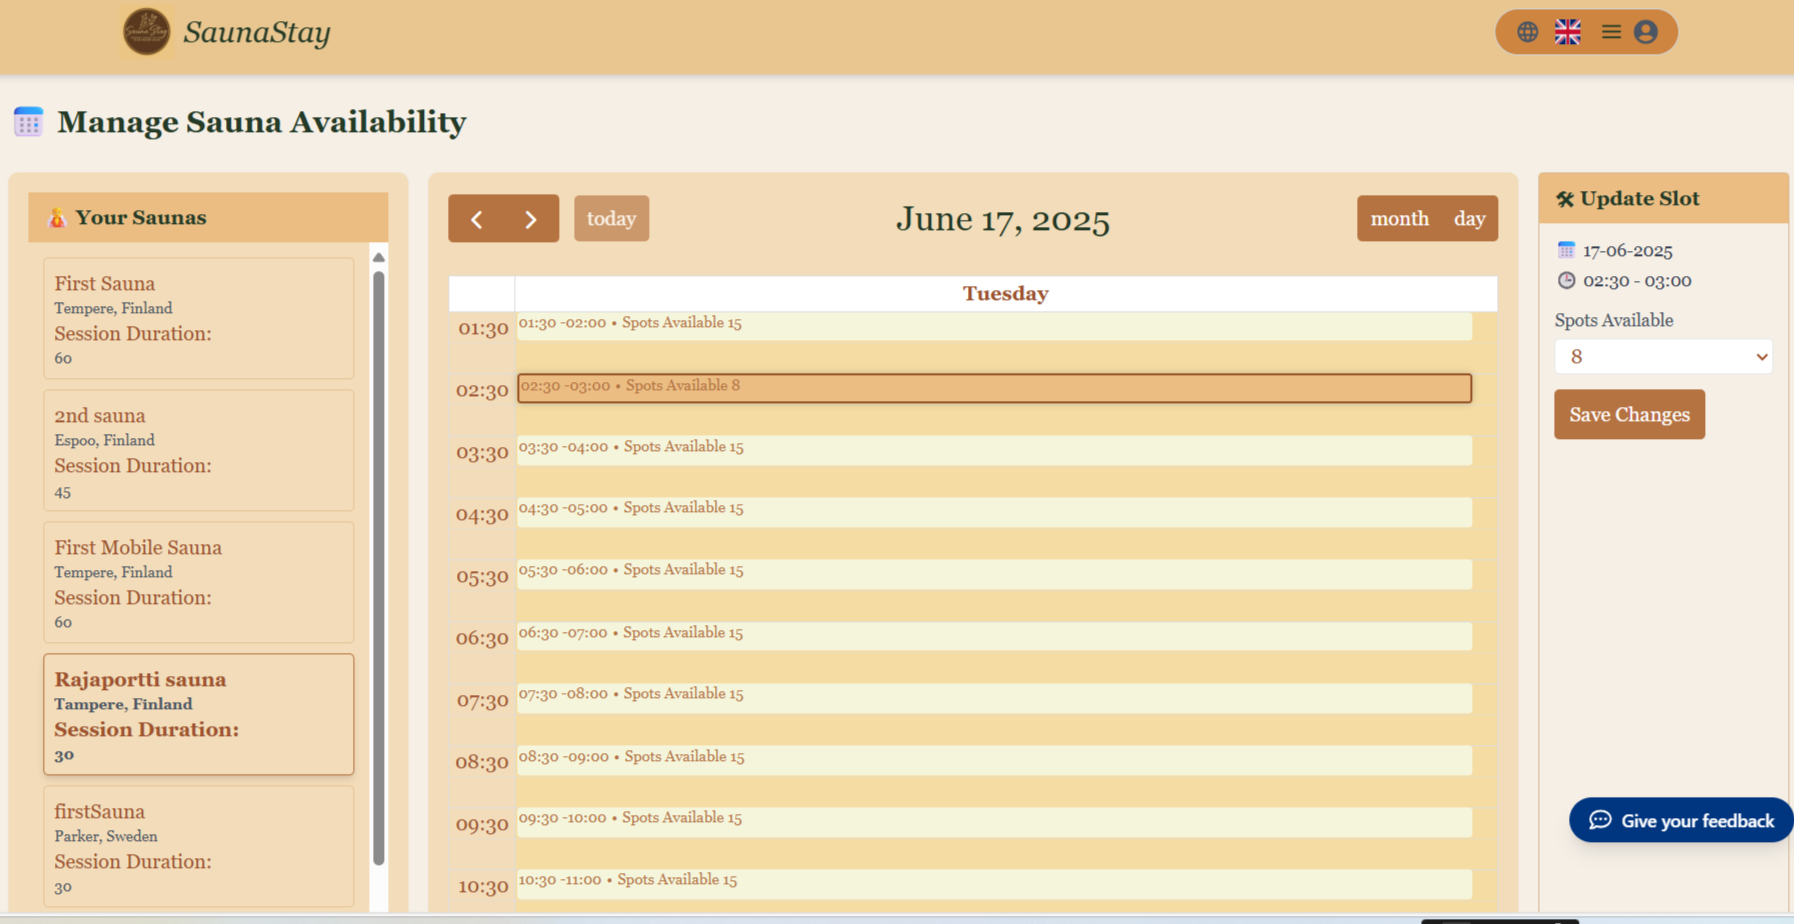 SaunaStay
Manage Sauna Availability
Your Saunas
First Sauna
Tempere, Finland
Session Duration:
60
2nd sauna
Espoo, Finland
Session Duration:
45
First Mobile Sauna
Tempere, Finland
Session Duration:
60
Rajaportti sauna
Tampere, Finland
Session Duration:
30
firstSauna
Parker, Sweden
Session Duration:
30
today
June 17, 2025
month day
Tuesday
01:30 01:30 -02:00 • Spots Available 15
02:30 02:30 -03:00 • Spots Available 8
03:30 03:30 -04:00 • Spots Available 15
04:30 04:30 -05:00 • Spots Available 15
05:30 05:30 -06:00 • Spots Available 15
06:30 06:30 -07:00 • Spots Available 15
07:30 07:30 -08:00 • Spots Available 15
08:30 08:30 -09:00 • Spots Available 15
09:30 09:30 -10:00 • Spots Available 15
10:30 10:30 -11:00 • Spots Available 15
Update Slot
17-06-2025
02:30 - 03:00
Spots Available
8
Save Changes
Give your feedback